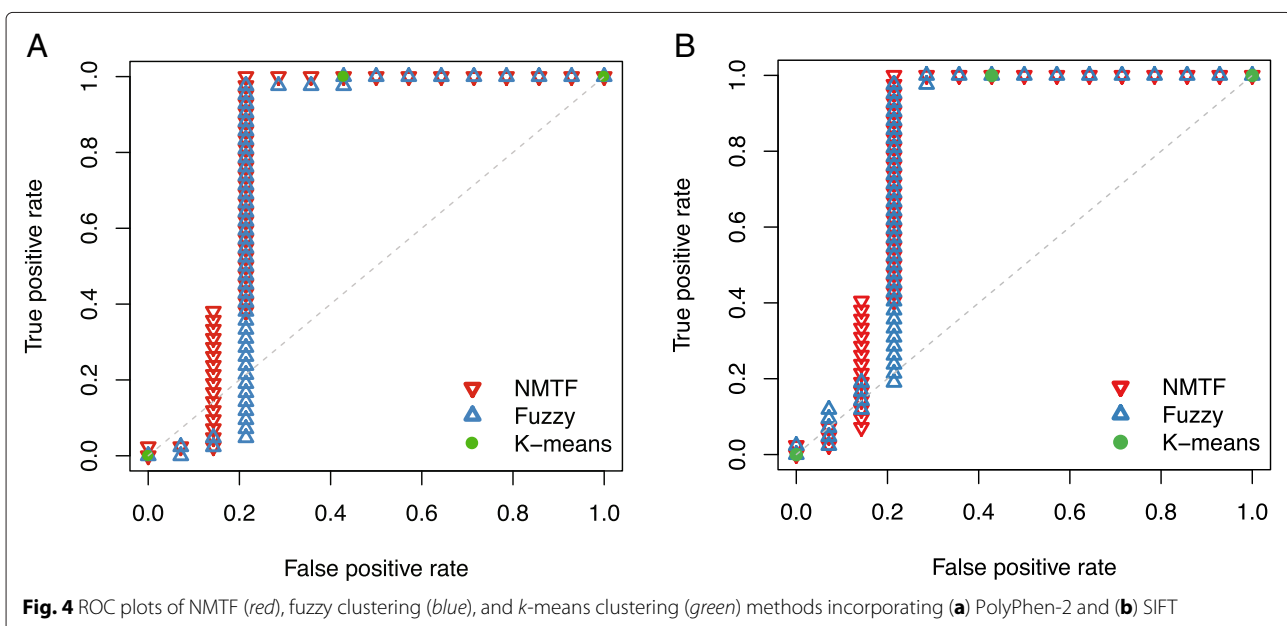 A
True positive rate
1.0
0.8
0.6
0.4
0.2
0.0
NMTF
Fuzzy
K−means
0.0 0.2 0.4 0.6 0.8 1.0
False positive rate
B
True positive rate
1.0
0.8
0.6
0.4
0.2
0.0
NMTF
Fuzzy
K−means
0.0 0.2 0.4 0.6 0.8 1.0
False positive rate
Fig. 4 ROC plots of NMTF (red), fuzzy clustering (blue), and k-means clustering (green) methods incorporating (a) PolyPhen-2 and (b) SIFT